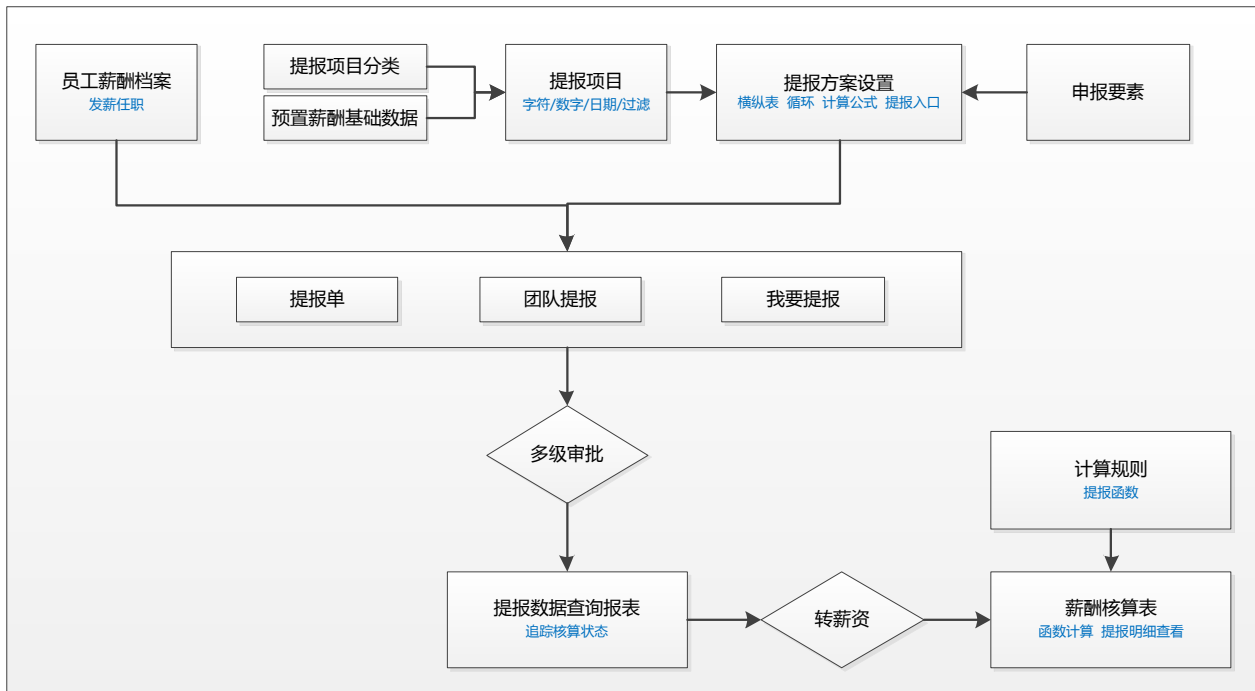 员工薪酬档案
发薪任职
提报项目分类
预置薪酬基础数据
提报项目
字符/数字/日期/过滤
提报方案设置
横纵表 循环 计算公式 提报入口
申报要素
提报单
团队提报
我要提报
多级审批
计算规则
提报函数
提报数据查询报表
追踪核算状态
转薪资
薪酬核算表
函数计算 提报明细查看